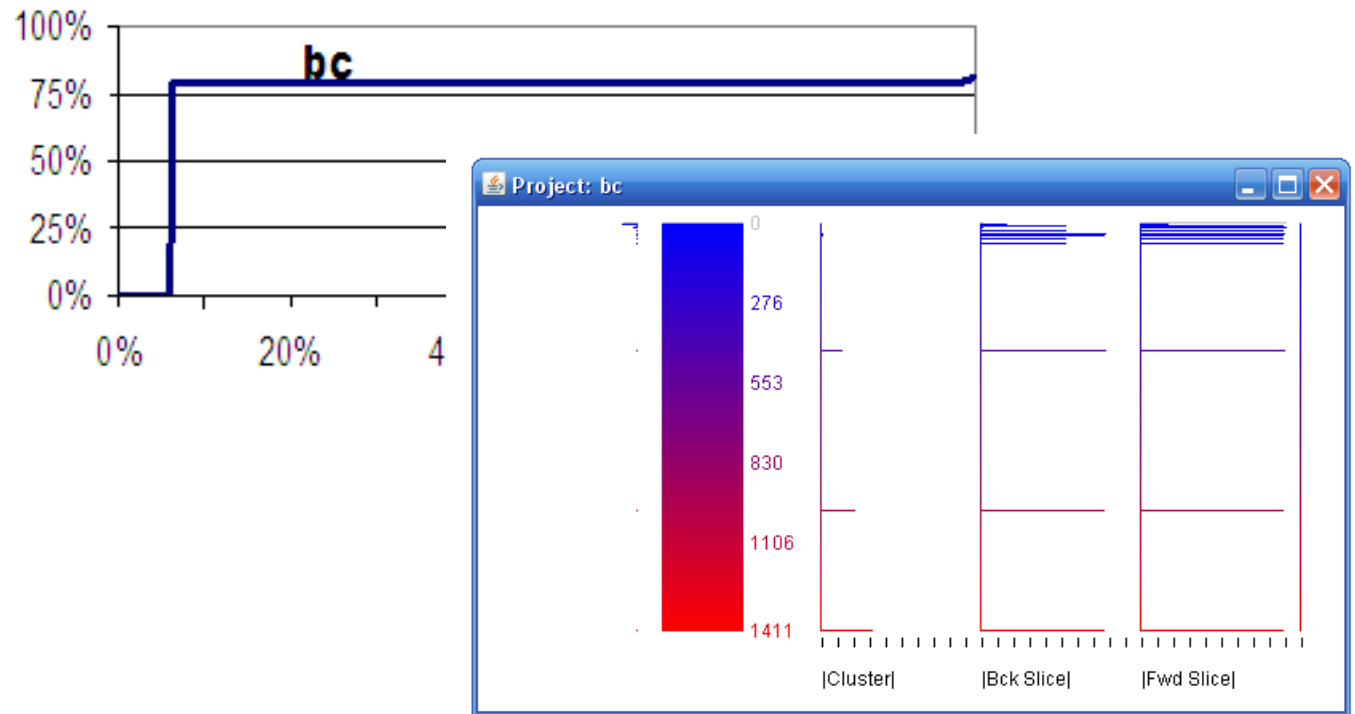 100%
bc
75%
50%
25%
0%
0% 20% 4
Project: bc
0
276
553
830
1106
1411
|Cluster| |Bck Slice| |Fwd Slice|